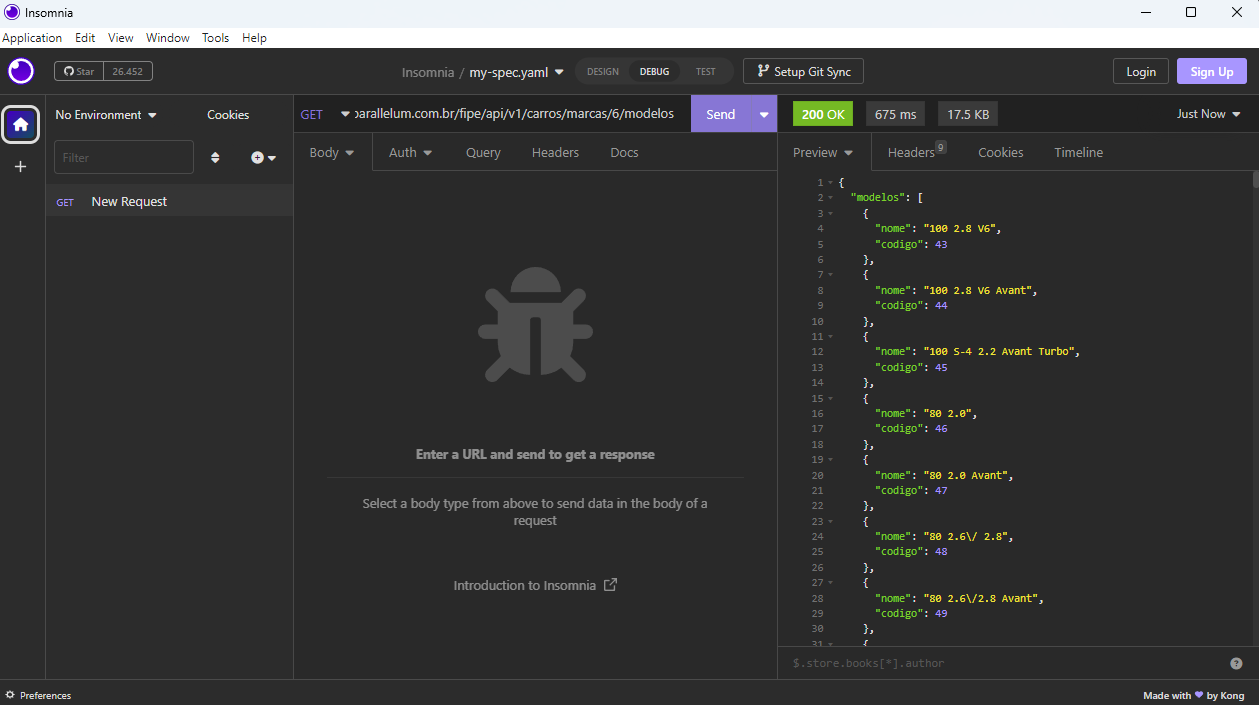 Insomnia
Application Edit View Window Tools Help
Star 26.452
Insomnia / my-spec.yaml
DESIGN DEBUG TEST
Setup Git Sync
Login
Sign Up
No Environment
Cookies
Filter
GET New Request
GET parallelum.com.br/fipe/api/v1/carros/marcas/6/modelos
Send
Body Auth Query Headers Docs
Enter a URL and send to get a response
Select a body type from above to send data in the body of a
request
Introduction to Insomnia
200 OK 675 ms 17.5 KB
Just Now
Preview Headers 9 Cookies Timeline
1 {
2 "modelos": [
3 {
4 "nome": "100 2.8 V6",
5 "codigo": 43
6 },
7 {
8 "nome": "100 2.8 V6 Avant",
9 "codigo": 44
10 },
11 {
12 "nome": "100 S-4 2.2 Avant Turbo",
13 "codigo": 45
14 },
15 {
16 "nome": "80 2.0",
17 "codigo": 46
18 },
19 {
20 "nome": "80 2.0 Avant",
21 "codigo": 47
22 },
23 {
24 "nome": "80 2.6\/ 2.8",
25 "codigo": 48
26 },
27 {
28 "nome": "80 2.6\/2.8 Avant",
29 "codigo": 49
30 },
31 {
$.store.books[*].author
Preferences
Made with ♥ by Kong